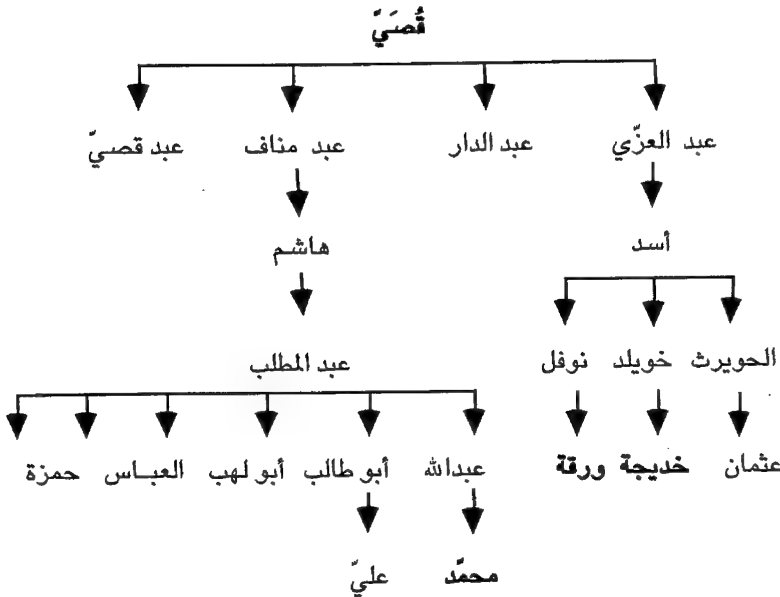 قُصَيَّ
عبد العزّي عبد الدار عبد مناف عبد قصيّ
أسد هاشم
الحويرث خويلد نوفل عبد المطلب
عثمان خديجة ورقة عبدالله أبو طالب أبو لهب العبـاس حمزة
محمَّد عليّ